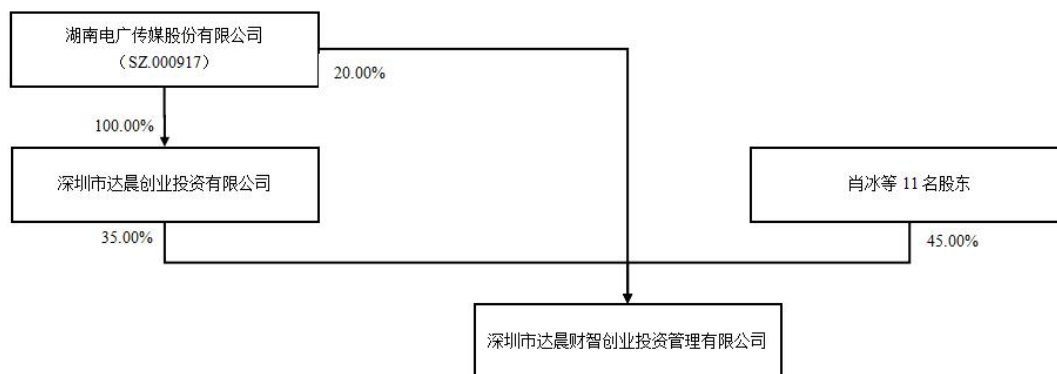 湖南电广传媒股份有限公司
（SZ.000917）
20.00%
100.00%
深圳市达晨创业投资有限公司
肖冰等 11 名股东
35.00%
45.00%
深圳市达晨财智创业投资管理有限公司